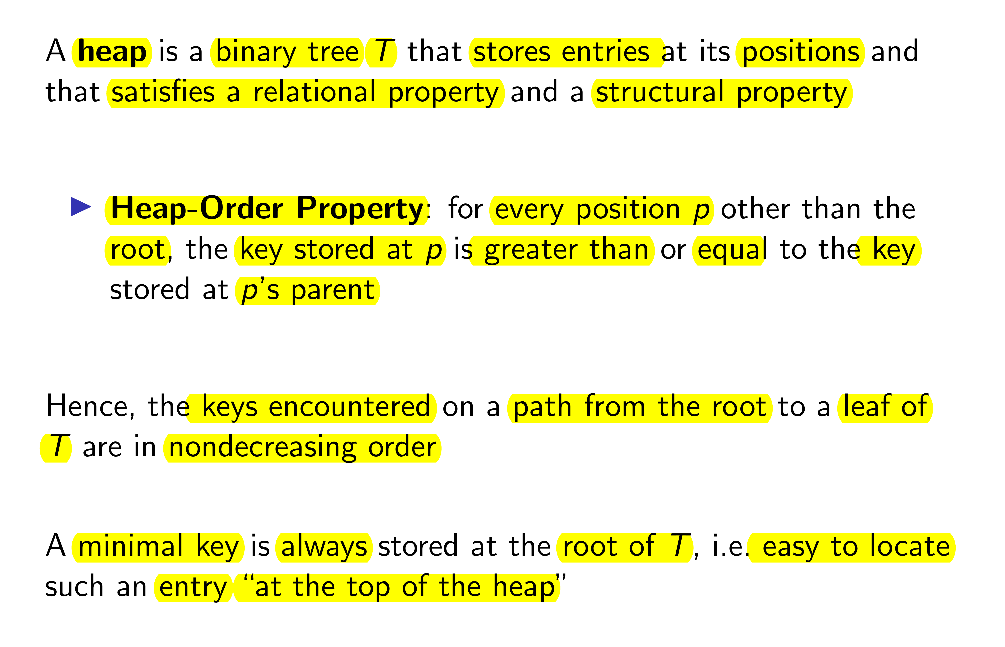 A heap is a binary tree T that stores entries at its positions and
that satisfies a relational property and a structural property
▶ Heap-Order Property: for every position p other than the
root, the key stored at p is greater than or equal to the key
stored at p's parent
Hence, the keys encountered on a path from the root to a leaf of
T are in nondecreasing order
A minimal key is always stored at the root of T, i.e. easy to locate
such an entry “at the top of the heap”